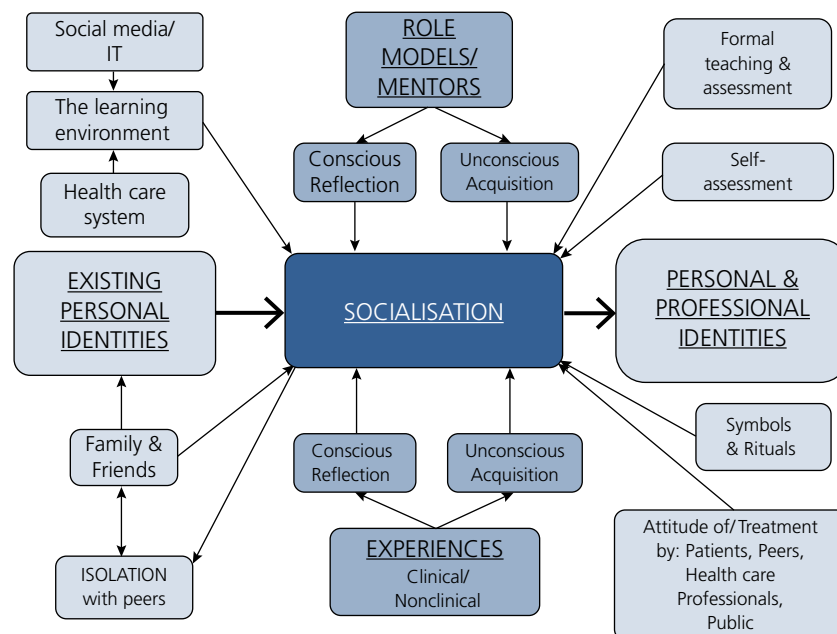 Social media/
IT
The learning
environment
Health care
system
ROLE
MODELS/
MENTORS
Conscious
Reflection
Unconscious
Acquisition
Formal
teaching &
assessment
Self-
assessment
EXISTING
PERSONAL
IDENTITIES
SOCIALISATION
PERSONAL &
PROFESSIONAL
IDENTITIES
Family &
Friends
ISOLATION
with peers
Conscious
Reflection
Unconscious
Acquisition
EXPERIENCES
Clinical/
Nonclinical
Symbols
& Rituals
Attitude of/Treatment
by: Patients, Peers,
Health care
Professionals,
Public